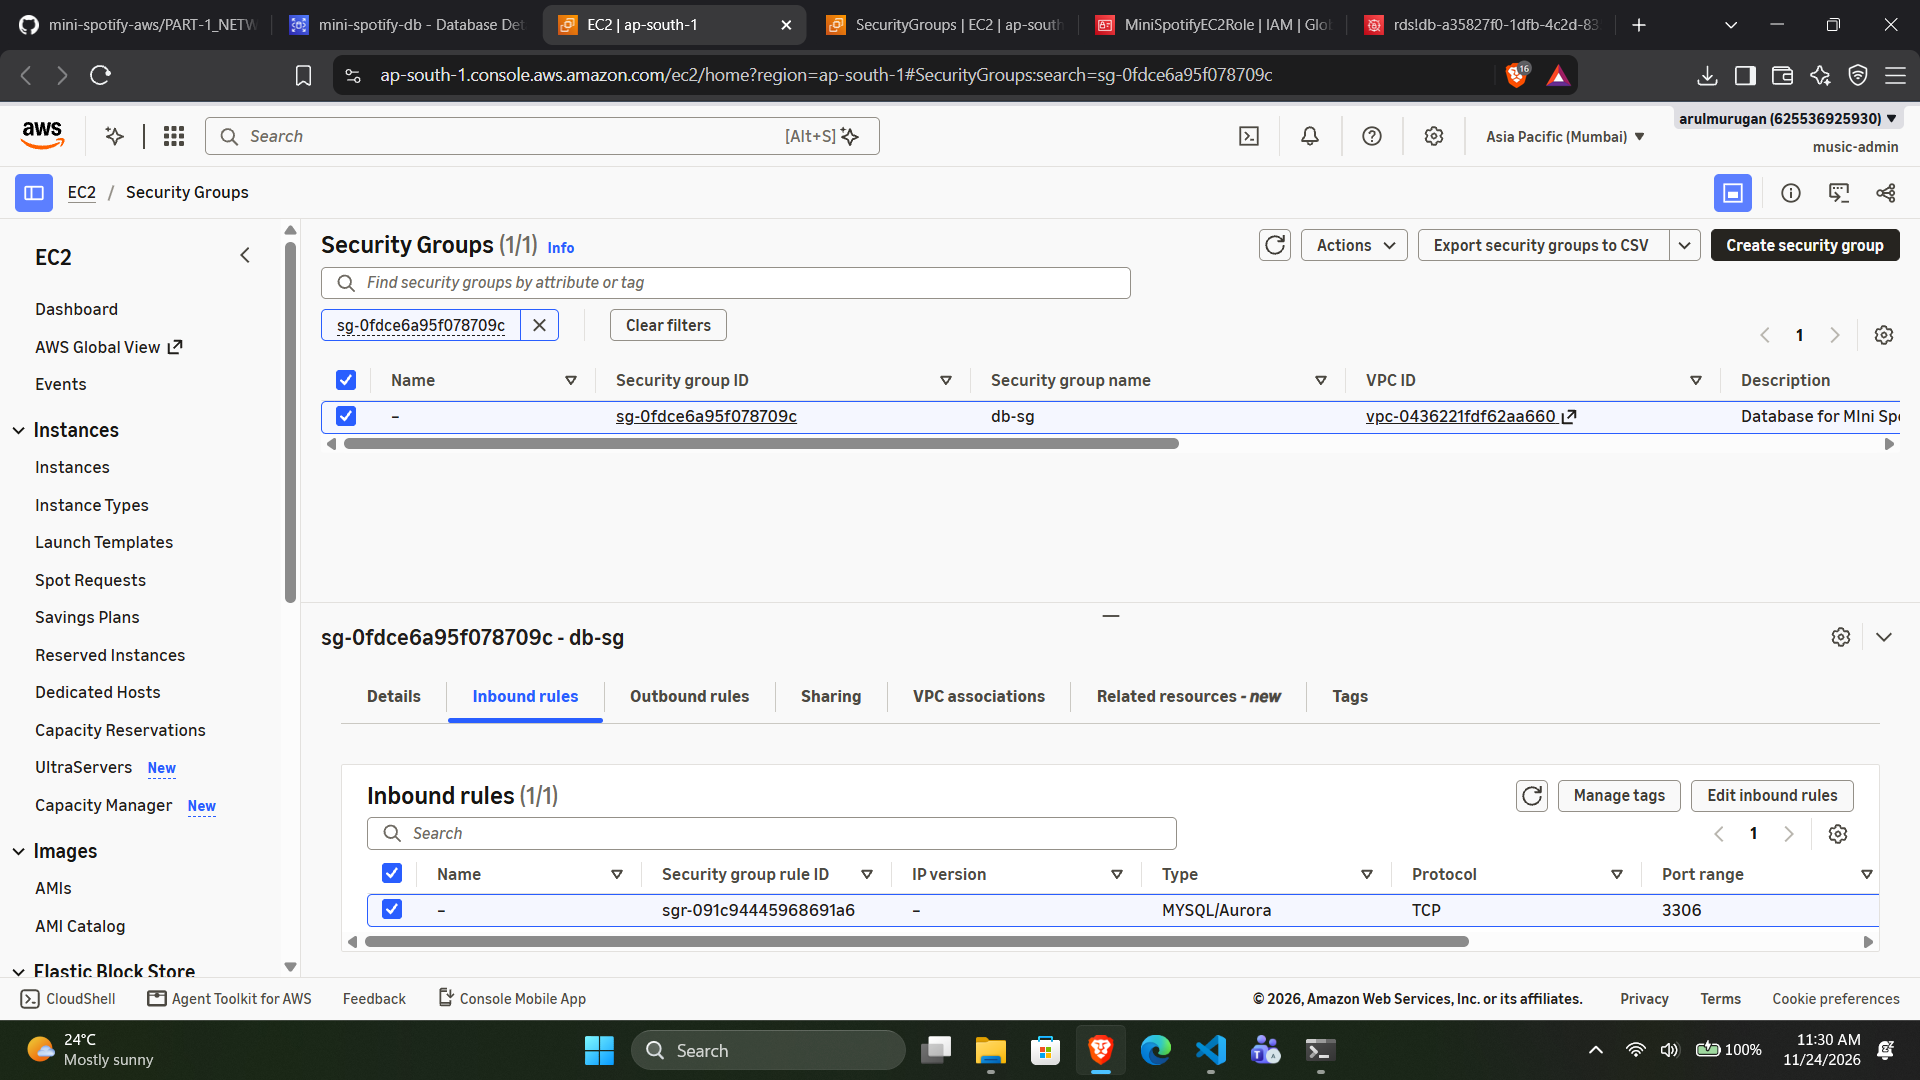 mini-spotify-aws/PART-1_NETW
mini-spotify-db - Database Det
EC2 | ap-south-1
SecurityGroups | EC2 | ap-south
MiniSpotifyEC2Role | IAM | Glo
rds!db-a35827f0-1dfb-4c2d-83
ap-south-1.console.aws.amazon.com/ec2/home?region=ap-south-1#SecurityGroups:search=sg-0fdce6a95f078709c
16
aws
Search
[Alt+S]
Asia Pacific (Mumbai)
arulmurugan (625536925930)
music-admin
EC2 / Security Groups
EC2
Dashboard
AWS Global View
Events
Instances
Instances
Instance Types
Launch Templates
Spot Requests
Savings Plans
Reserved Instances
Dedicated Hosts
Capacity Reservations
UltraServers New
Capacity Manager New
Images
AMIs
AMI Catalog
Elastic Block Store
Security Groups (1/1) Info
Actions
Export security groups to CSV
Create security group
Find security groups by attribute or tag
sg-0fdce6a95f078709c
Clear filters
1
Name Security group ID Security group name VPC ID Description
– sg-0fdce6a95f078709c db-sg vpc-0436221fdf62aa660 Database for MIni Spo
sg-0fdce6a95f078709c - db-sg
Details Inbound rules Outbound rules Sharing VPC associations Related resources - new Tags
Inbound rules (1/1)
Manage tags
Edit inbound rules
Search
1
Name Security group rule ID IP version Type Protocol Port range
– sgr-091c94445968691a6 – MYSQL/Aurora TCP 3306
CloudShell Agent Toolkit for AWS Feedback Console Mobile App
© 2026, Amazon Web Services, Inc. or its affiliates. Privacy Terms Cookie preferences
24°C
Mostly sunny
Search
100%
11:30 AM
11/24/2026